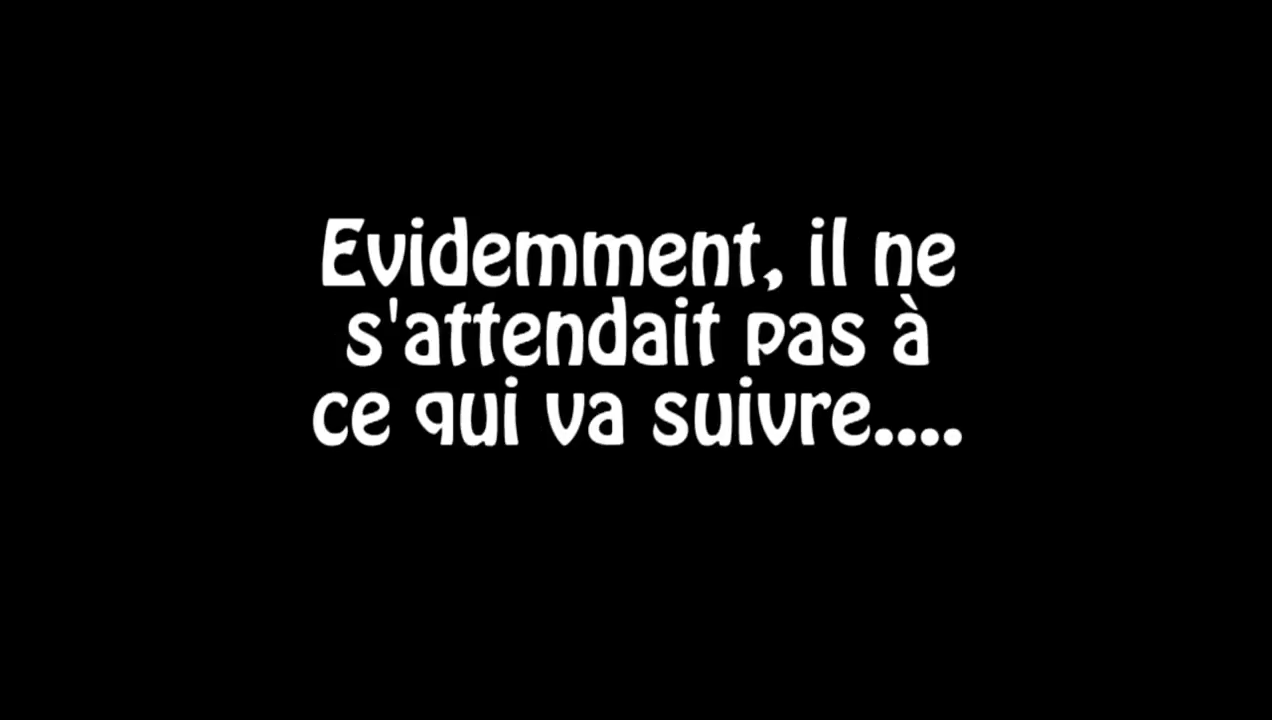 Evidemment, il ne
s'attendait pas à
ce qui va suivre....